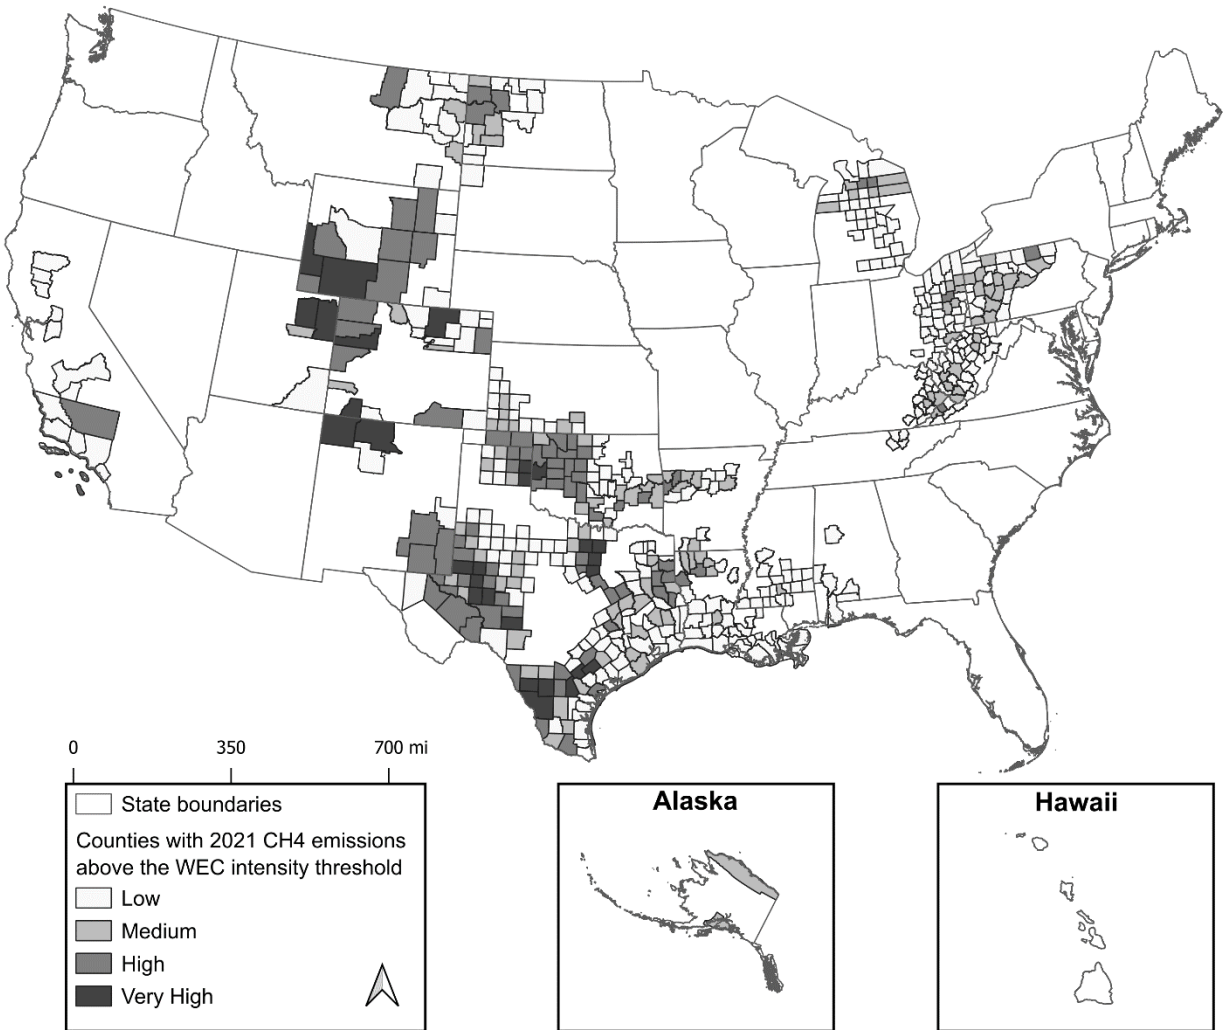 0 350 700 mi
State boundaries
Counties with 2021 CH4 emissions
above the WEC intensity threshold
Low
Medium
High
Very High
Alaska
Hawaii